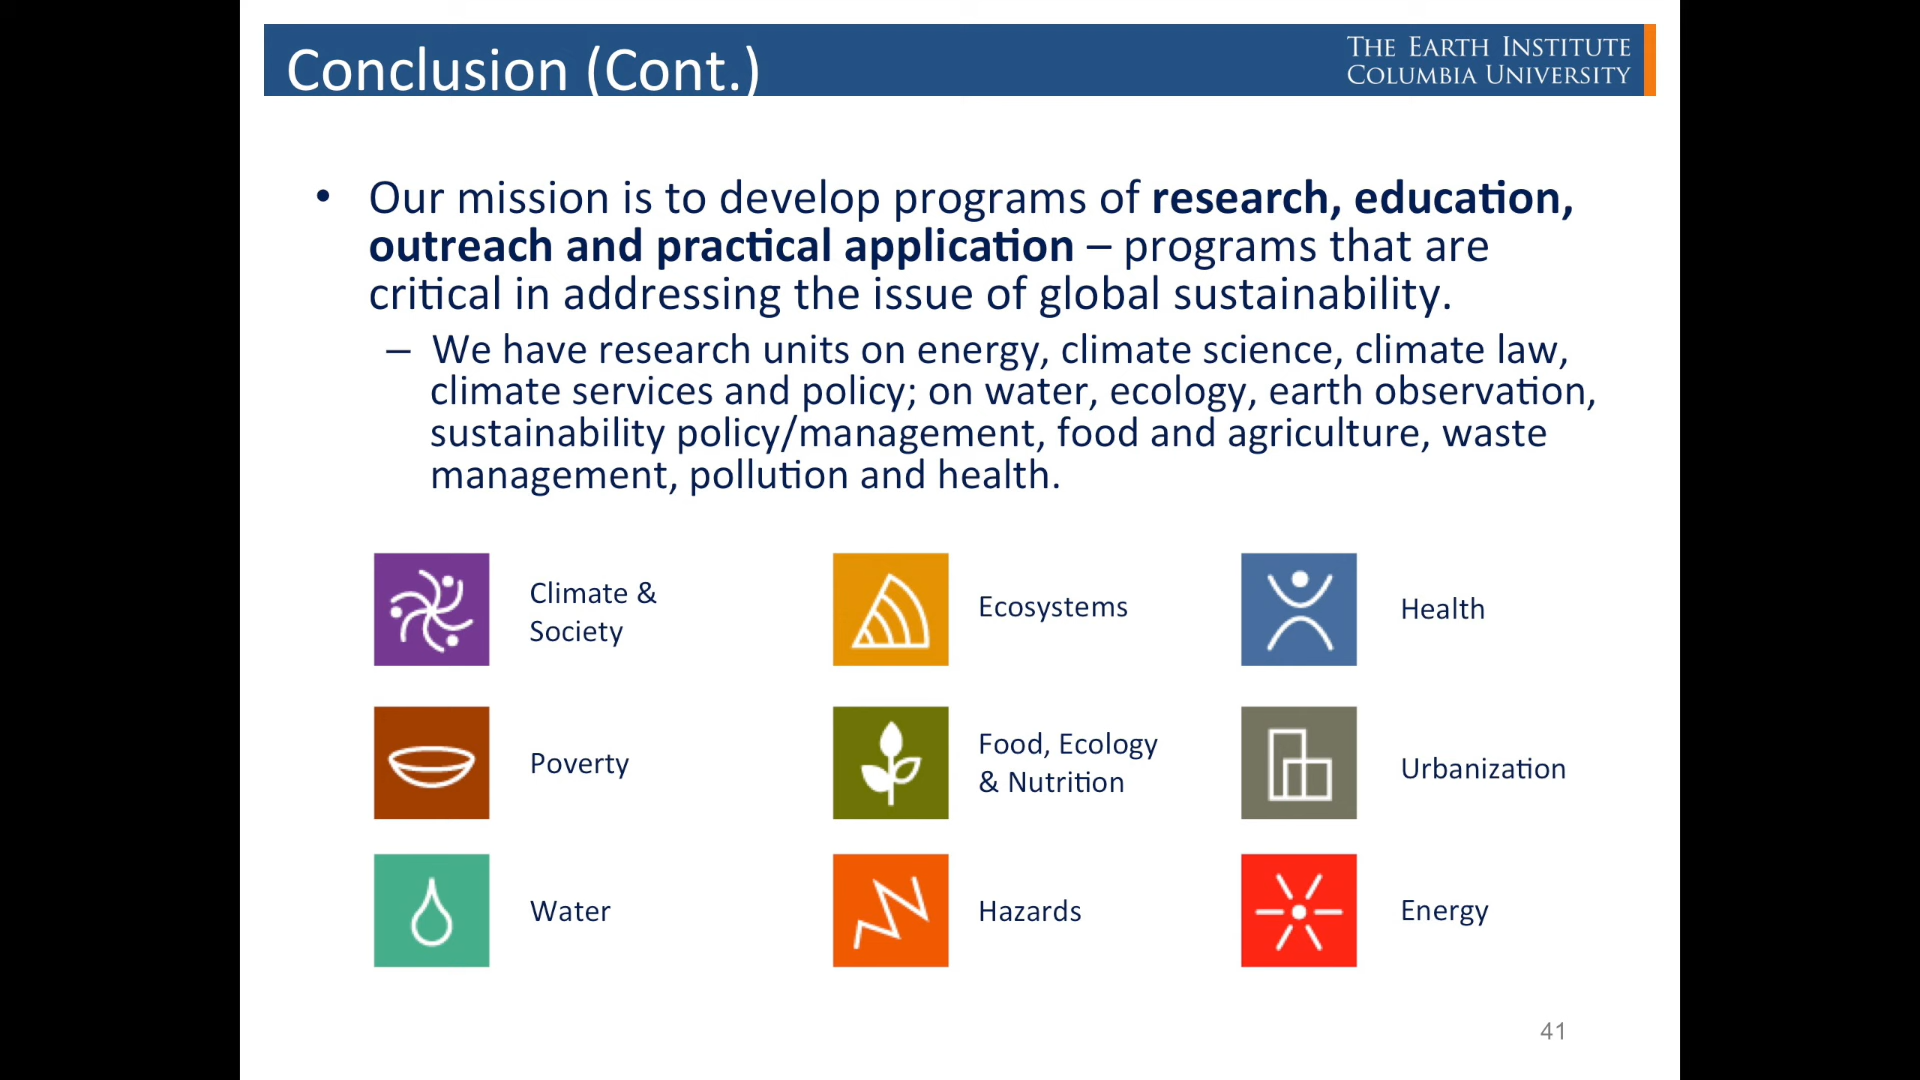 Conclusion (Cont.)
THE EARTH INSTITUTE
COLUMBIA UNIVERSITY
• Our mission is to develop programs of research, education,
outreach and practical application – programs that are
critical in addressing the issue of global sustainability.
– We have research units on energy, climate science, climate law,
climate services and policy; on water, ecology, earth observation,
sustainability policy/management, food and agriculture, waste
management, pollution and health.
Climate &
Society
Ecosystems
Health
Poverty
Food, Ecology
& Nutrition
Urbanization
Water
Hazards
Energy
41